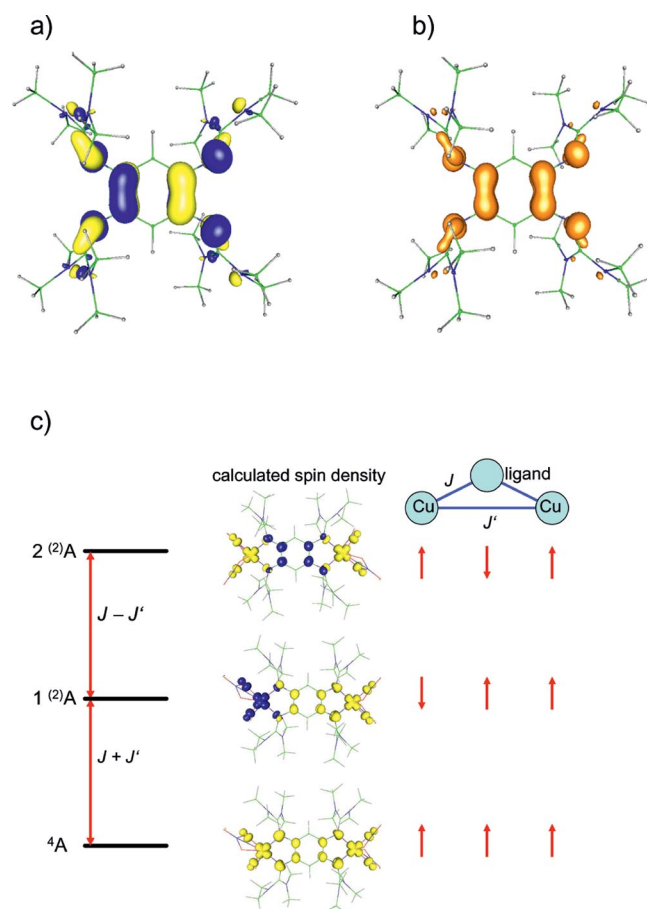 a)
b)
c)
calculated spin density
ligand
J
Cu
Cu
J‘
2 ⁽²⁾A
J – J‘
1 ⁽²⁾A
J + J‘
⁴A